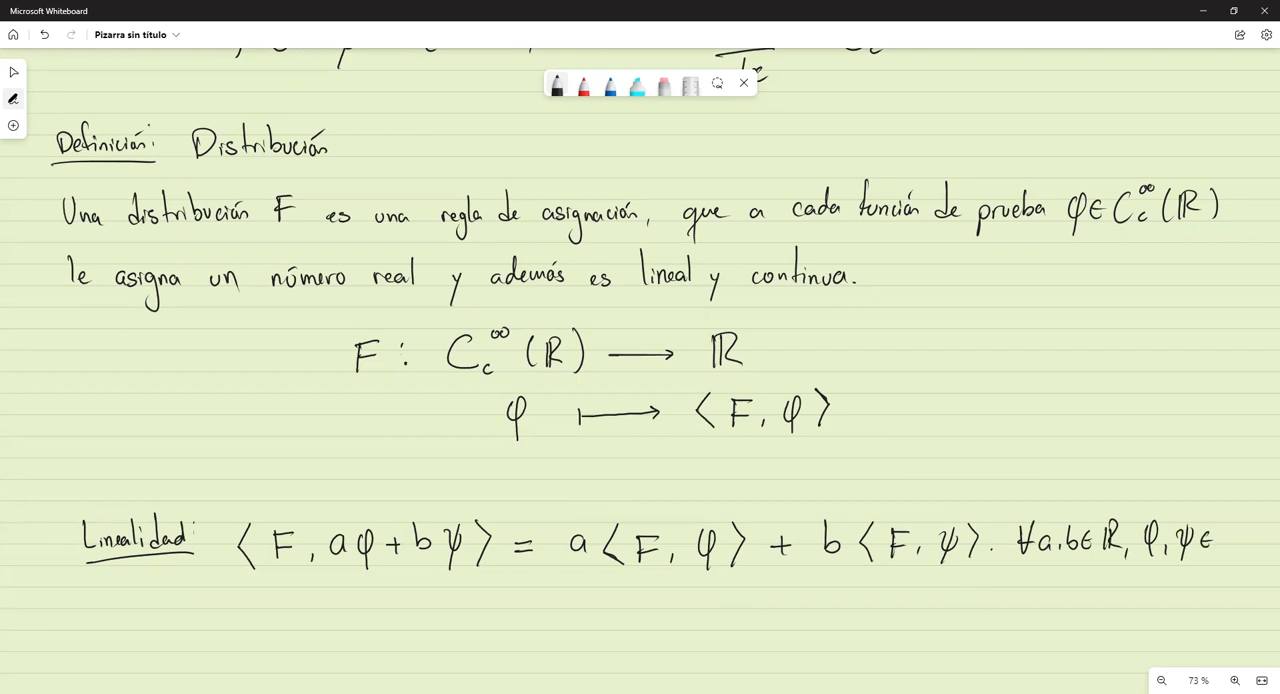 Microsoft Whiteboard
Pizarra sin título
Definición: Distribución
Una distribución F es una regla de asignación, que a cada función de prueba φ ∈ C_c^∞(ℝ)
le asigna un número real y además es lineal y continua.
F : C_c^∞(ℝ) ⟶ ℝ
φ ⟼ ⟨F, φ⟩
Linealidad: ⟨F, aφ + bψ⟩ = a⟨F, φ⟩ + b⟨F, ψ⟩. ∀a,b∈ℝ, φ, ψ ∈
73 %